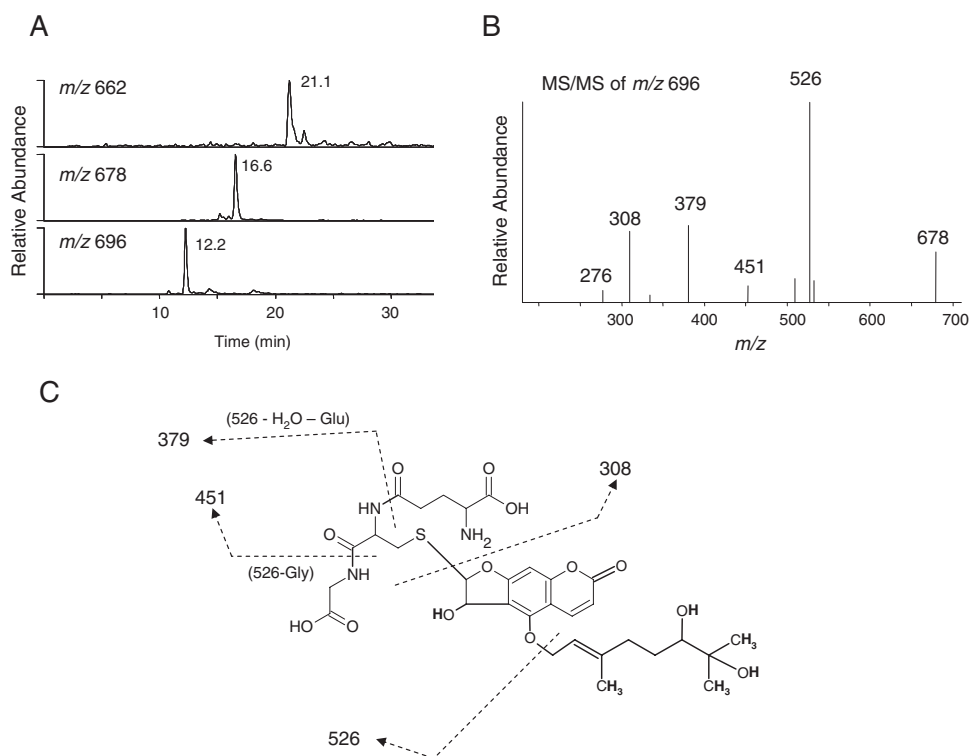 A
m/z 662
21.1
m/z 678
16.6
m/z 696
12.2
Relative Abundance
10 20 30
Time (min)
B
MS/MS of m/z 696
526
379
308
276
451
678
Relative Abundance
200 300 400 500 600 700
m/z
C
(526 - H2O – Glu)
379
308
451
O
O
HN
OH
NH2
O
S
(526-Gly)
NH
O
O
O
HO
HO
O
O
OH
CH3
OH
CH3
CH3
526